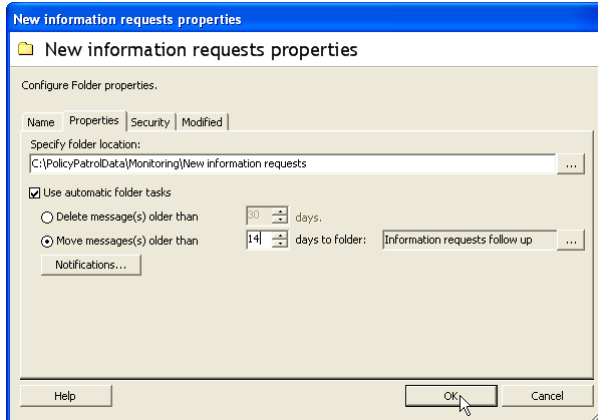 New information requests properties
New information requests properties
Configure Folder properties.
Name Properties Security Modified
Specify folder location:
C:\PolicyPatrolData\Monitoring\New information requests ...
Use automatic folder tasks
Delete message(s) older than 30 days.
Move messages(s) older than 14 days to folder: Information requests follow up ...
Notifications...
Help OK Cancel